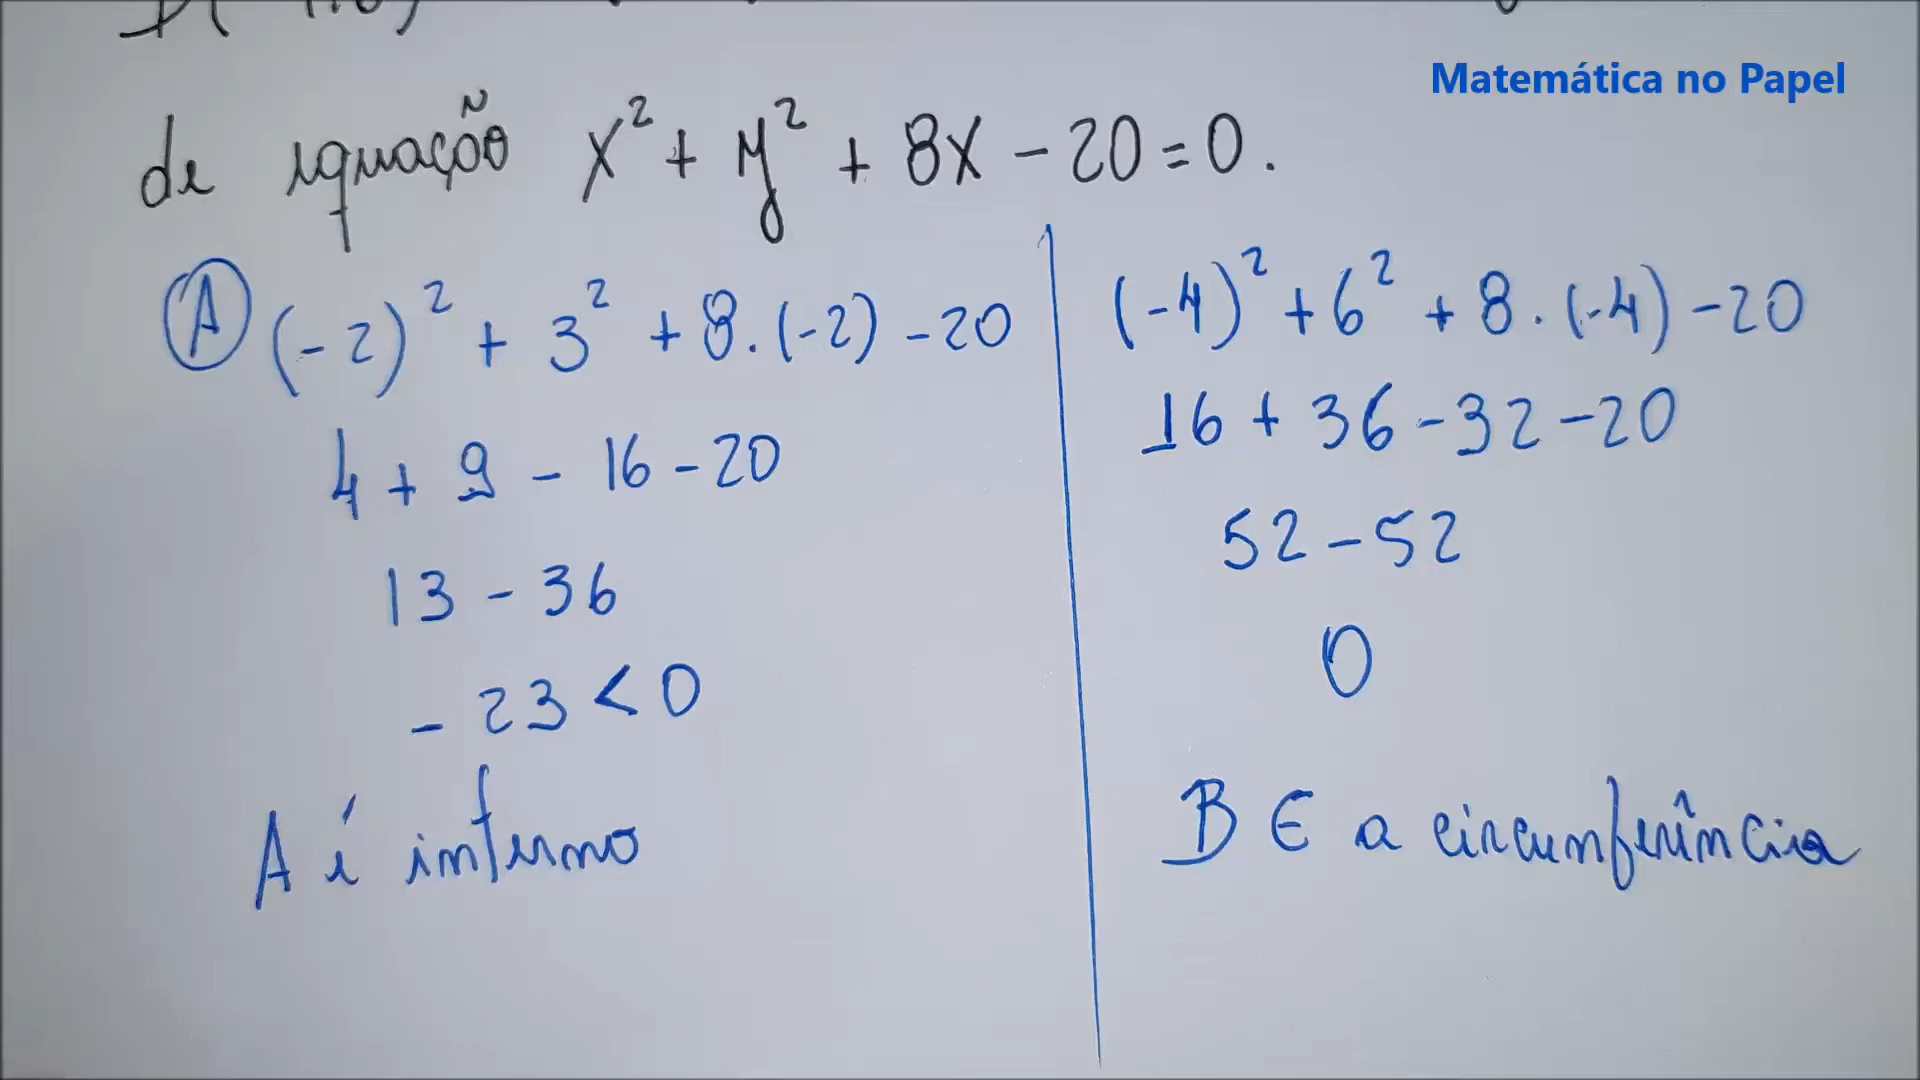 Matemática no Papel
de equação x² + y² + 8x - 20 = 0.
A (-2)² + 3² + 8 . (-2) - 20
4 + 9 - 16 - 20
13 - 36
- 23 < 0
A é interno
(-4)² + 6² + 8 . (-4) - 20
16 + 36 - 32 - 20
52 - 52
0
B ∈ a circunferência